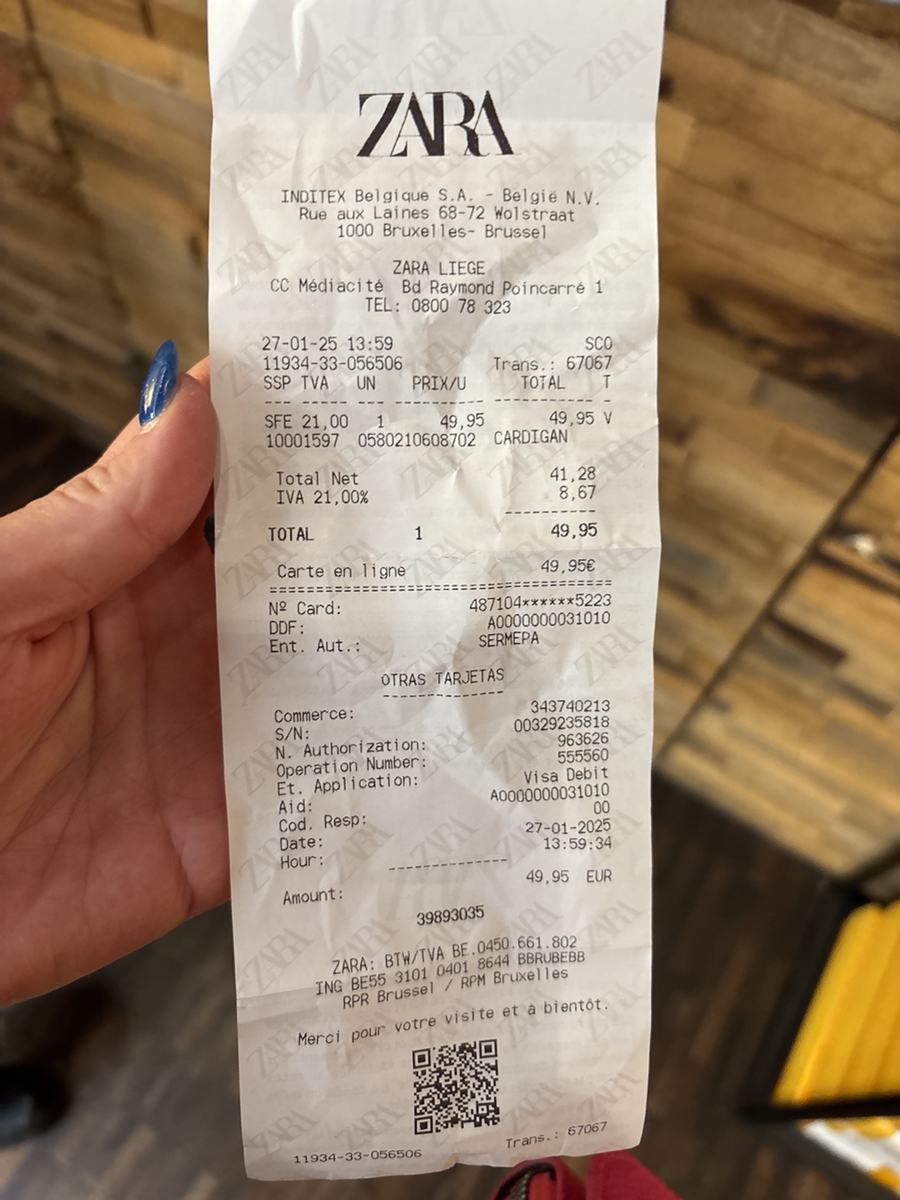 ZARA
INDITEX Belgique S.A. - België N.V.
Rue aux Laines 68-72 Wolstraat
1000 Bruxelles- Brussel
ZARA LIEGE
CC Médiacité Bd Raymond Poincarré 1
TEL: 0800 78 323
27-01-25 13:59 SCO
11934-33-056506 Trans.: 67067
SSP TVA UN PRIX/U TOTAL T
SFE 21,00 1 49,95 49,95 V
10001597 0580210608702 CARDIGAN
Total Net 41,28
IVA 21,00% 8,67
TOTAL 1 49,95
Carte en ligne 49,95€
Nº Card: 487104******5223
DDF: A0000000031010
Ent. Aut.: SERMEPA
OTRAS TARJETAS
Commerce: 343740213
S/N: 00329235818
N. Authorization: 963626
Operation Number: 555560
Et. Application: Visa Debit
Aid: A0000000031010
Cod. Resp: 00
Date: 27-01-2025
Hour: 13:59:34
Amount: 49,95 EUR
39893035
ZARA: BTW/TVA BE.0450.661.802
ING BE55 3101 0401 8644 BBRUBEBB
RPR Brussel / RPM Bruxelles
Merci pour votre visite et à bientôt.
11934-33-056506 Trans.: 67067